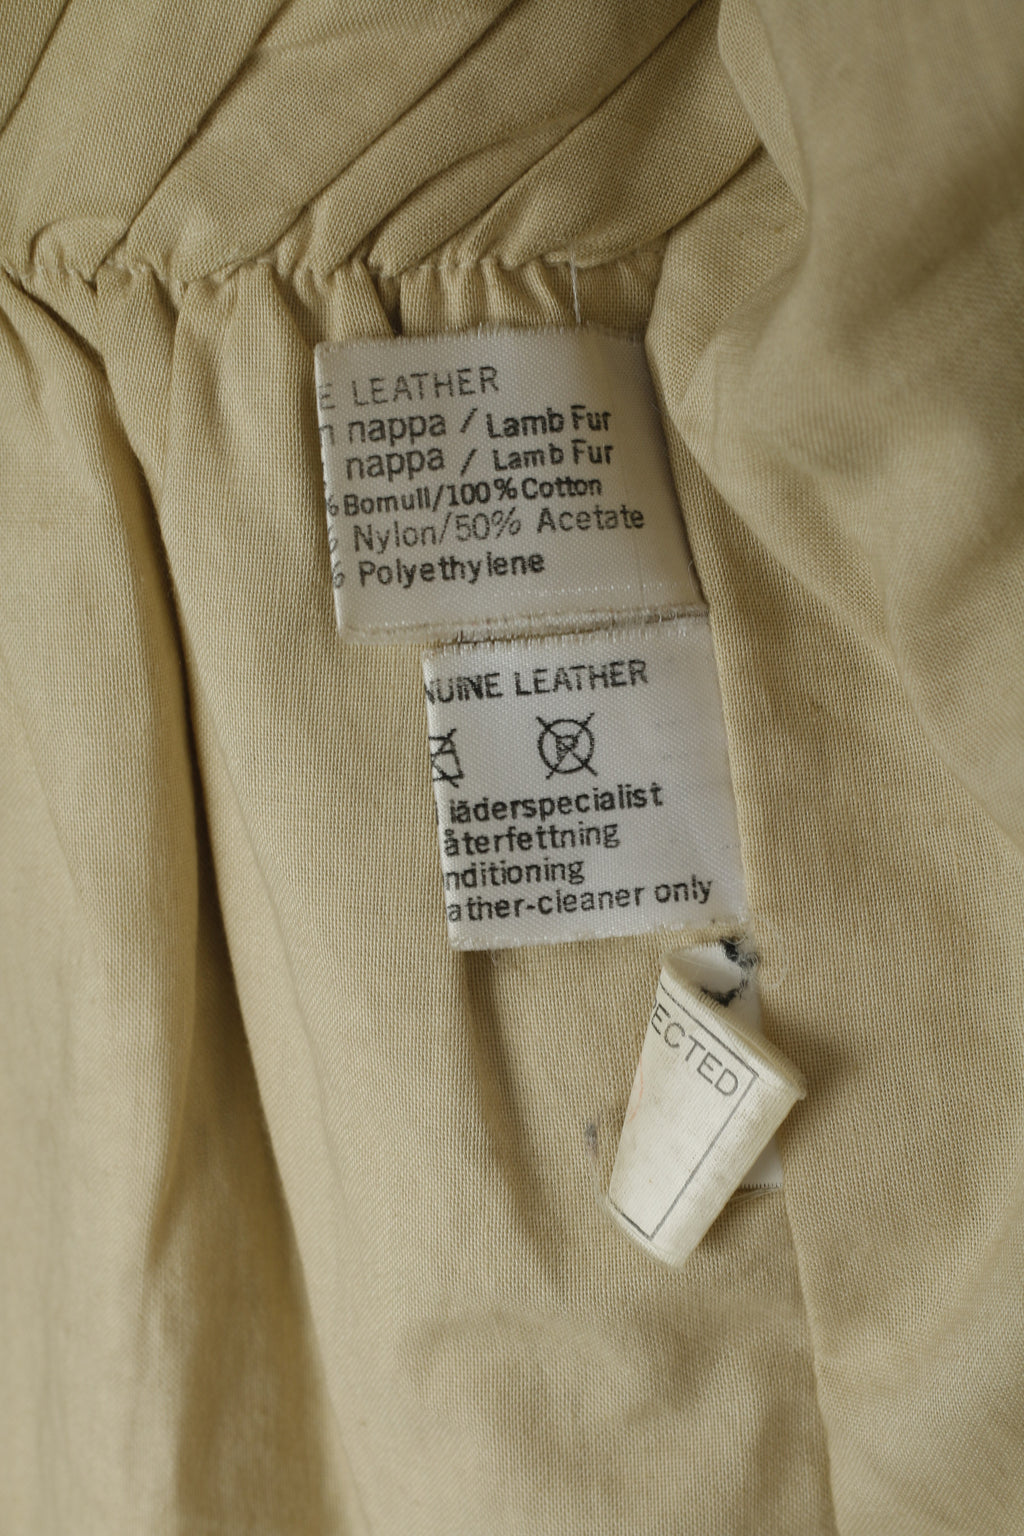 E LEATHER
n nappa / Lamb Fur
nappa / Lamb Fur
% Bomull/100% Cotton
% Nylon/50% Acetate
% Polyethylene
NUINE LEATHER
P
läderspecialist
återfettning
nditioning
ather-cleaner only
ECTED